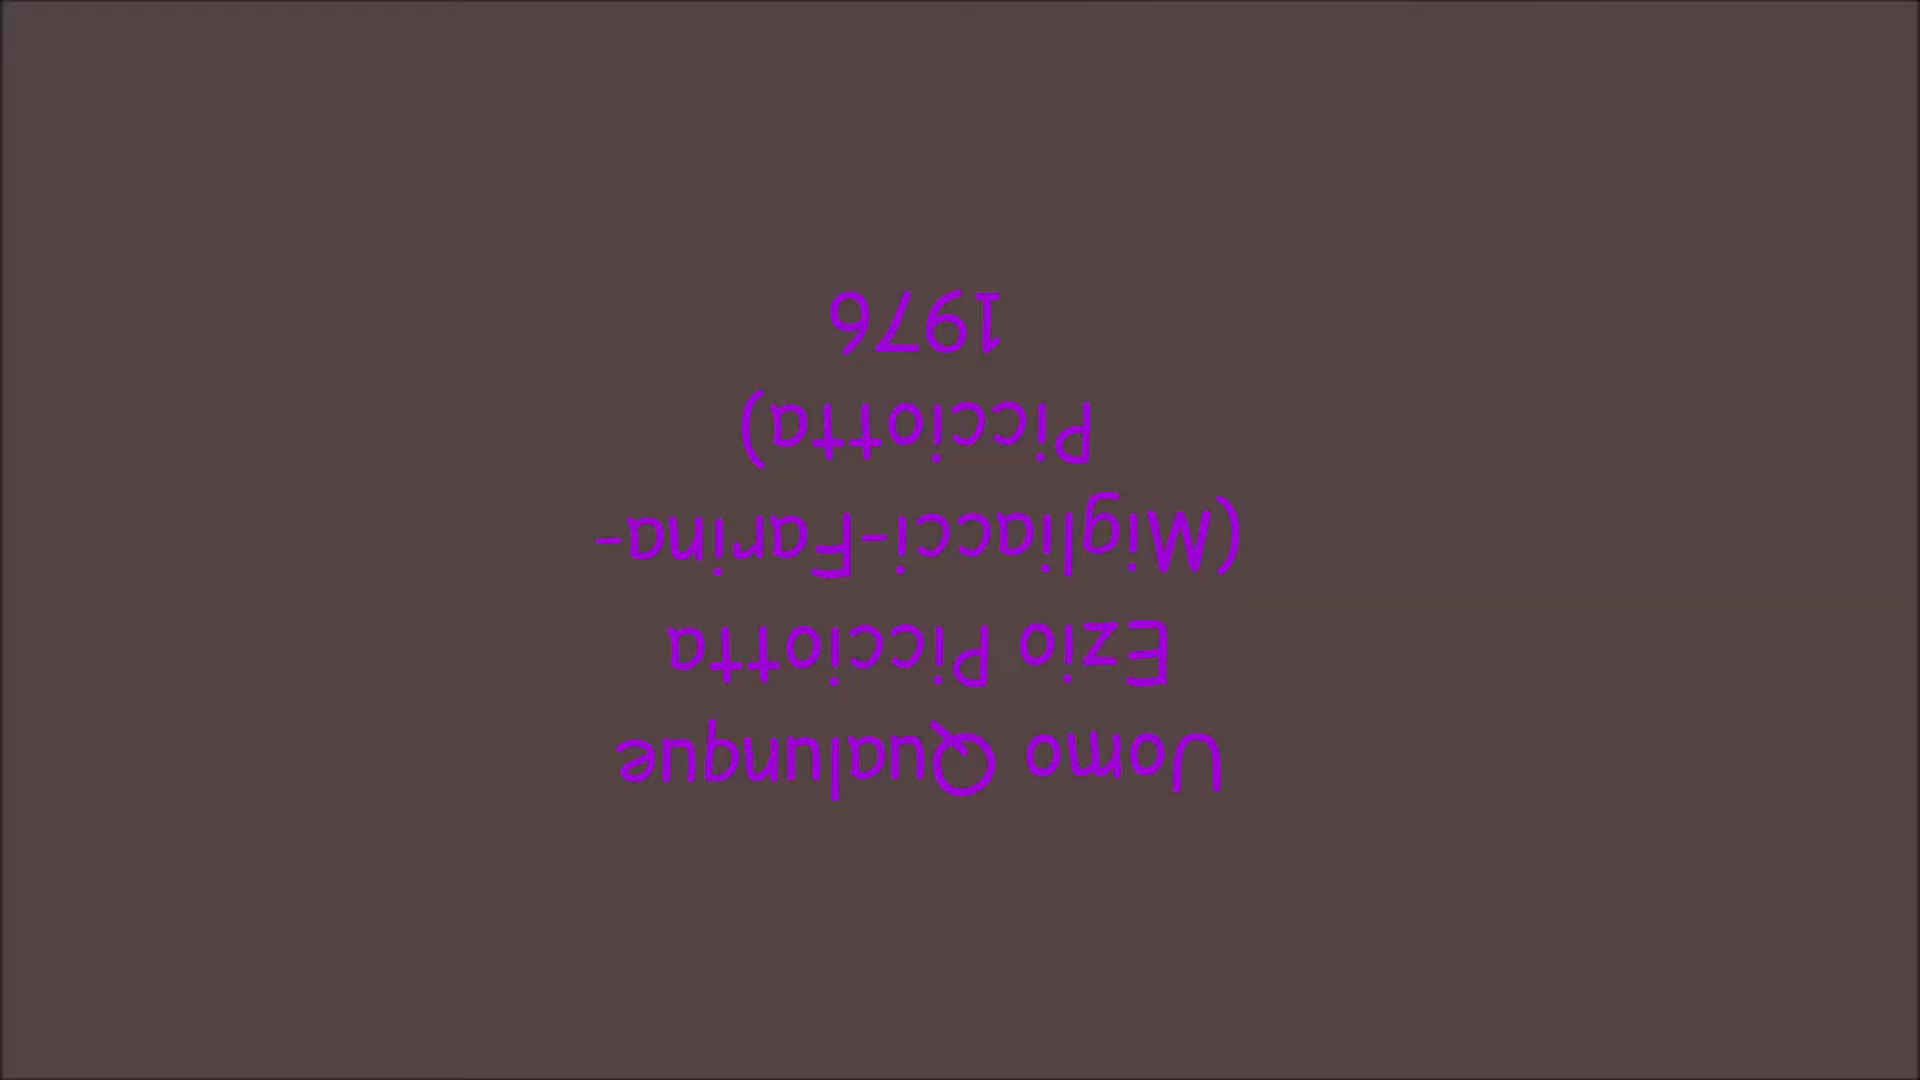 Uomo Qualunque
Ezio Picciotta
(Migliacci-Farina-
Picciotta)
1976